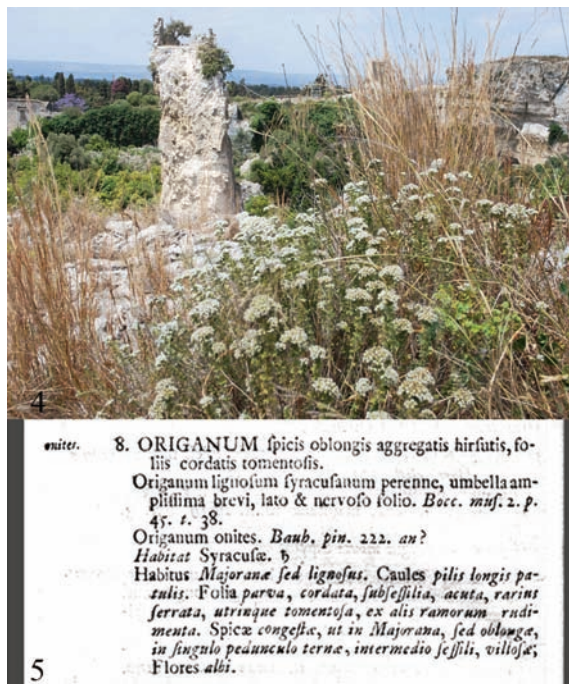 4
onites. 8. ORIGANUM ſpicis oblongis aggregatis hirſutis, fo-
liis cordatis tomentoſis.
Origanum lignoſum ſyracuſanum perenne, umbella am-
pliſſima brevi, lato & nervoſo folio. Bocc. muſ. 2. p.
45. t. 38.
Origanum onites. Bauh. pin. 222. an?
Habitat Syracuſæ. ♄
Habitus Majoranæ ſed lignoſus. Caules pilis longis pa-
tulis. Folia parva, cordata, ſubſeſſilia, acuta, rarius
ſerrata, utrinque tomentoſa, ex alis ramorum rudi-
menta. Spicæ congeſtæ, ut in Majorana, ſed oblongæ,
in ſingulo pedunculo ternæ, intermedio ſeſſili, villoſæ;
Flores albi.
5